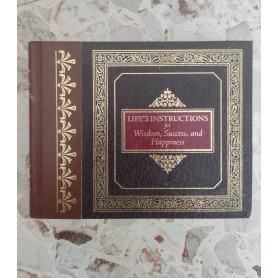 LIFE'S INSTRUCTIONS
for
Wisdom, Success, and
Happiness